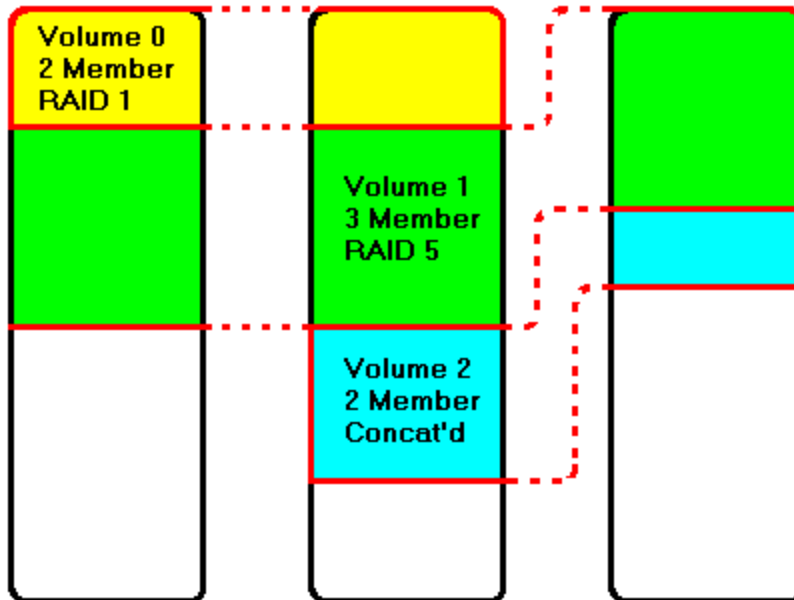 Volume 0
2 Member
RAID 1
Volume 1
3 Member
RAID 5
Volume 2
2 Member
Concat'd